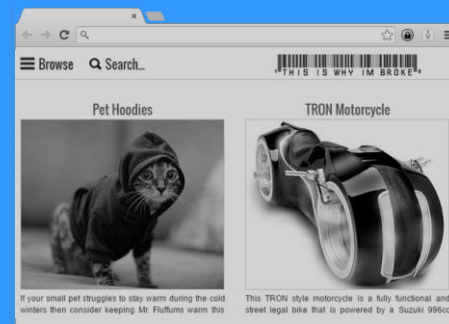 Browse Search...
THIS IS WHY IM BROKE
Pet Hoodies
TRON Motorcycle
If your small pet struggles to stay warm during the cold
winters then consider keeping Mr. Fluffums warm this
This TRON style motorcycle is a fully functional and
street legal bike that is powered by a Suzuki 996cc